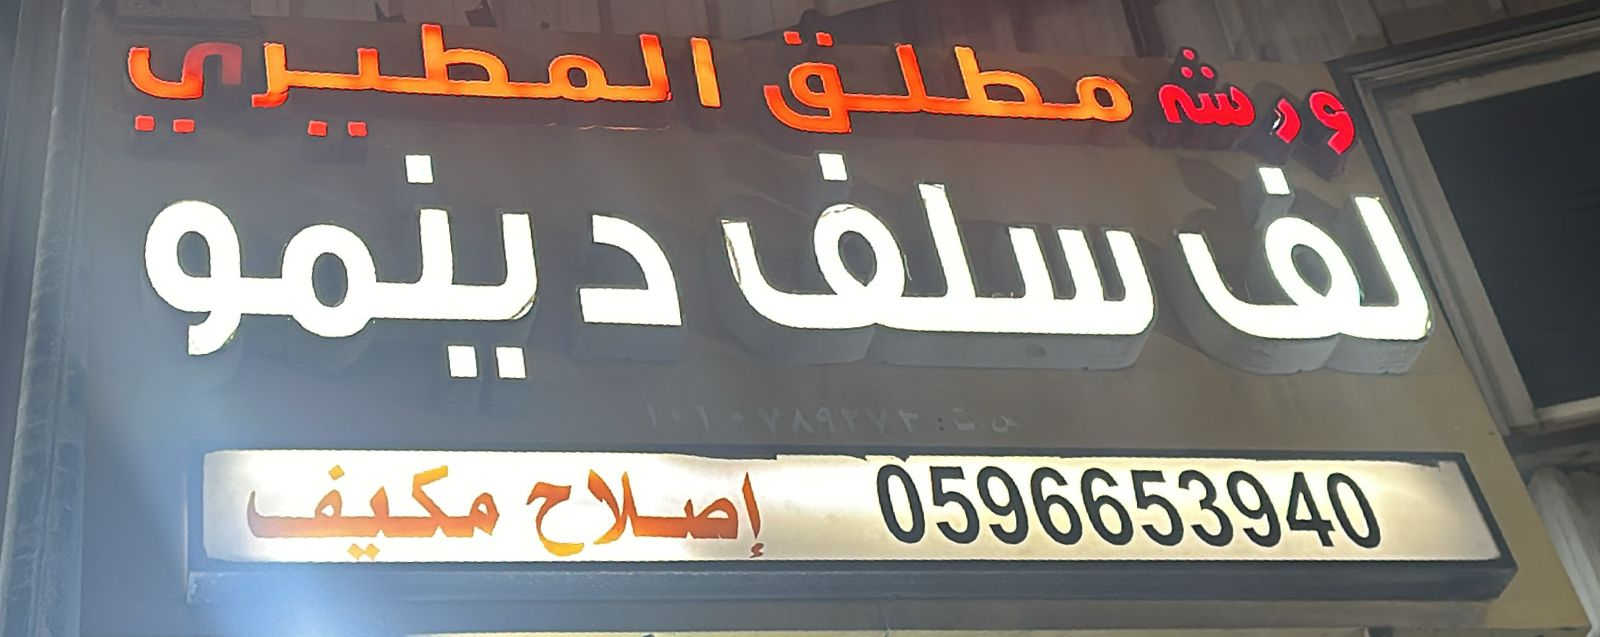 ورشة مطلق المطيري
لف سلف دينمو
إصلاح مكيف 0596653940